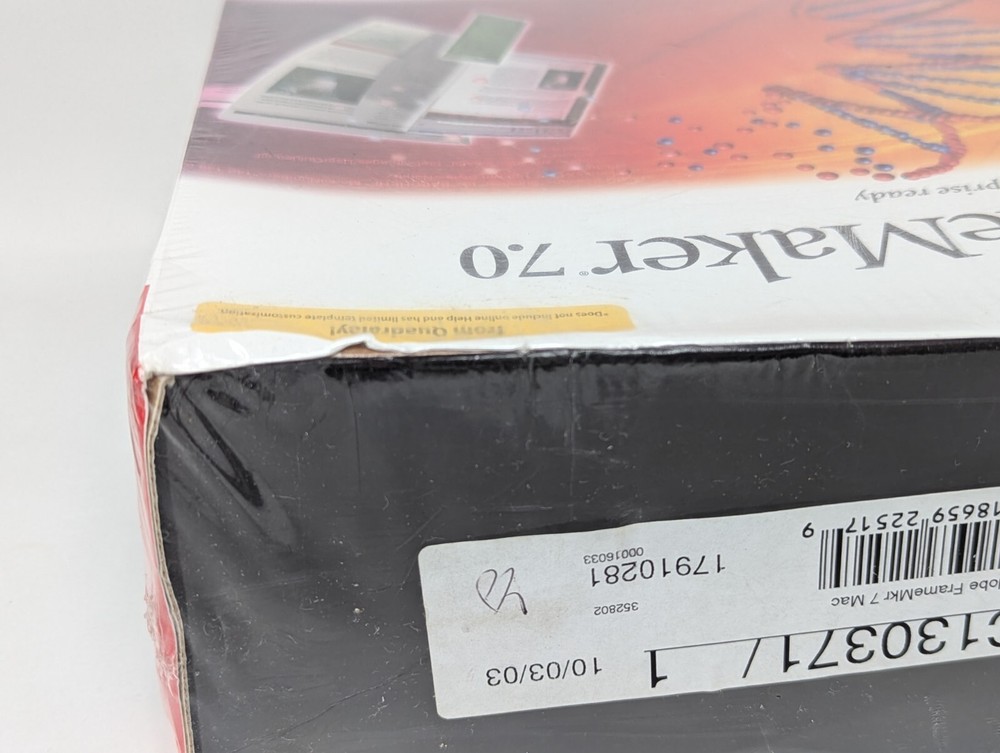 C130371 / 1 10/03/03
obe FrameMkr 7 Mac 352802
17910281
00016033
18659 22517 9
from Quadralay!
*Does not include online Help and has limited template customization.
eMaker® 7.0
prise ready